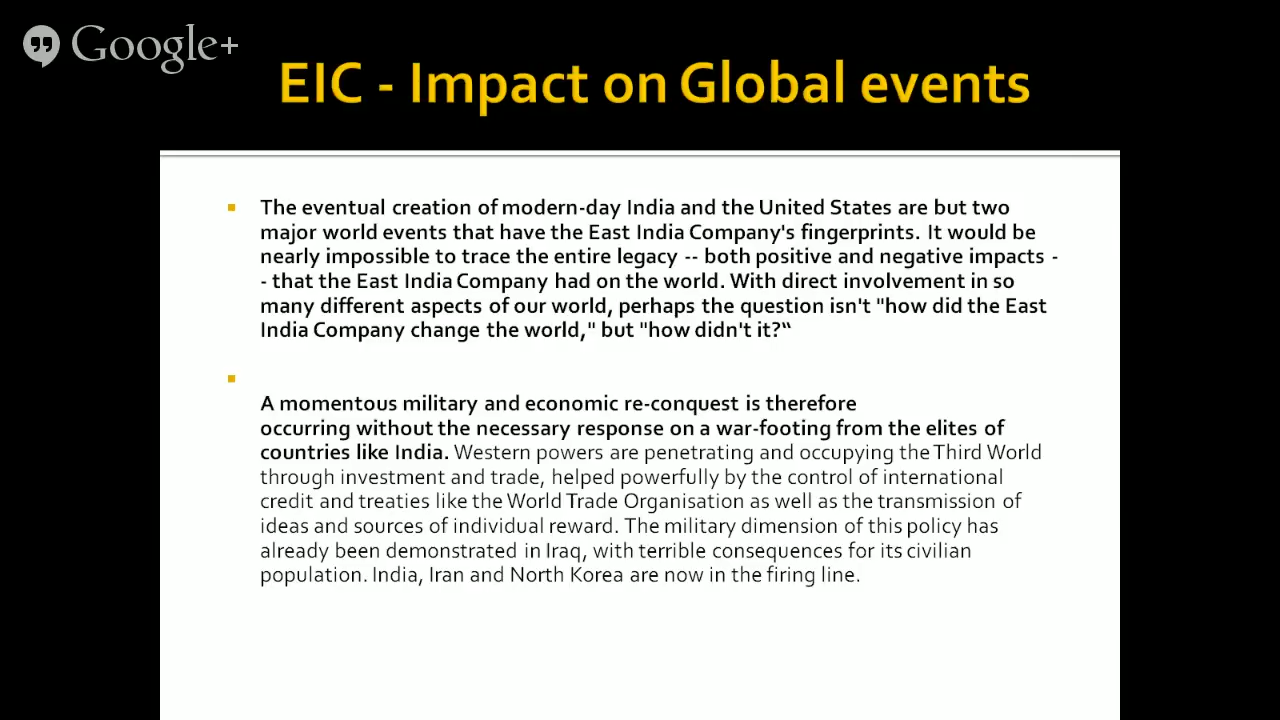 Google+
EIC - Impact on Global events
The eventual creation of modern-day India and the United States are but two
major world events that have the East India Company's fingerprints. It would be
nearly impossible to trace the entire legacy -- both positive and negative impacts -
- that the East India Company had on the world. With direct involvement in so
many different aspects of our world, perhaps the question isn't "how did the East
India Company change the world," but "how didn't it?“
A momentous military and economic re-conquest is therefore
occurring without the necessary response on a war-footing from the elites of
countries like India. Western powers are penetrating and occupying the Third World
through investment and trade, helped powerfully by the control of international
credit and treaties like the World Trade Organisation as well as the transmission of
ideas and sources of individual reward. The military dimension of this policy has
already been demonstrated in Iraq, with terrible consequences for its civilian
population. India, Iran and North Korea are now in the firing line.